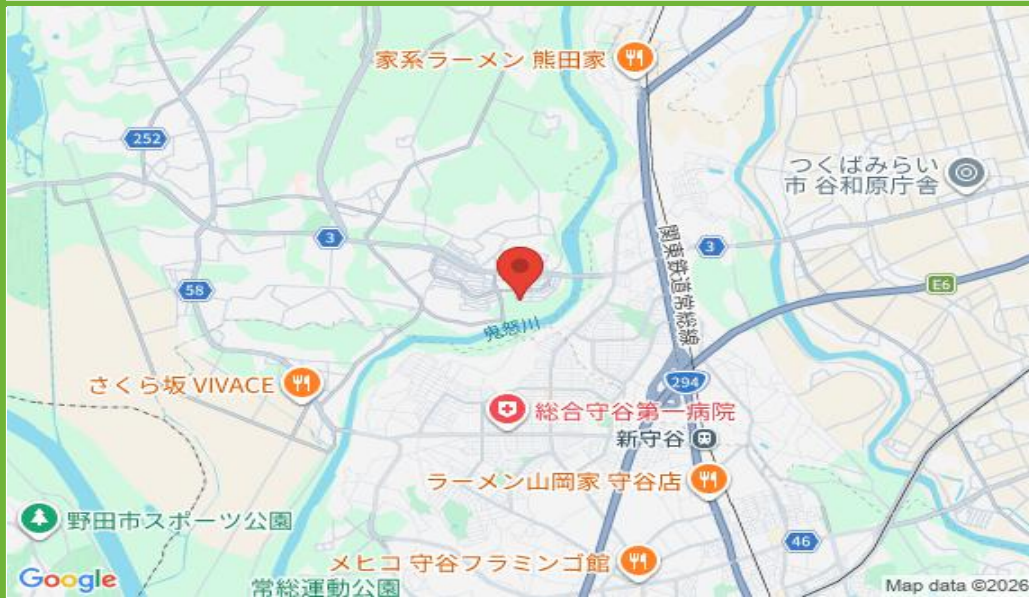 家系ラーメン 熊田家
252
つくばみらい
市 谷和原庁舎
3
3
関東鉄道常総線
58
E6
鬼怒川
さくら坂 VIVACE
294
総合守谷第一病院
新守谷
ラーメン山岡家 守谷店
野田市スポーツ公園
46
メヒコ 守谷フラミンゴ館
Google
常総運動公園
Map data ©2026